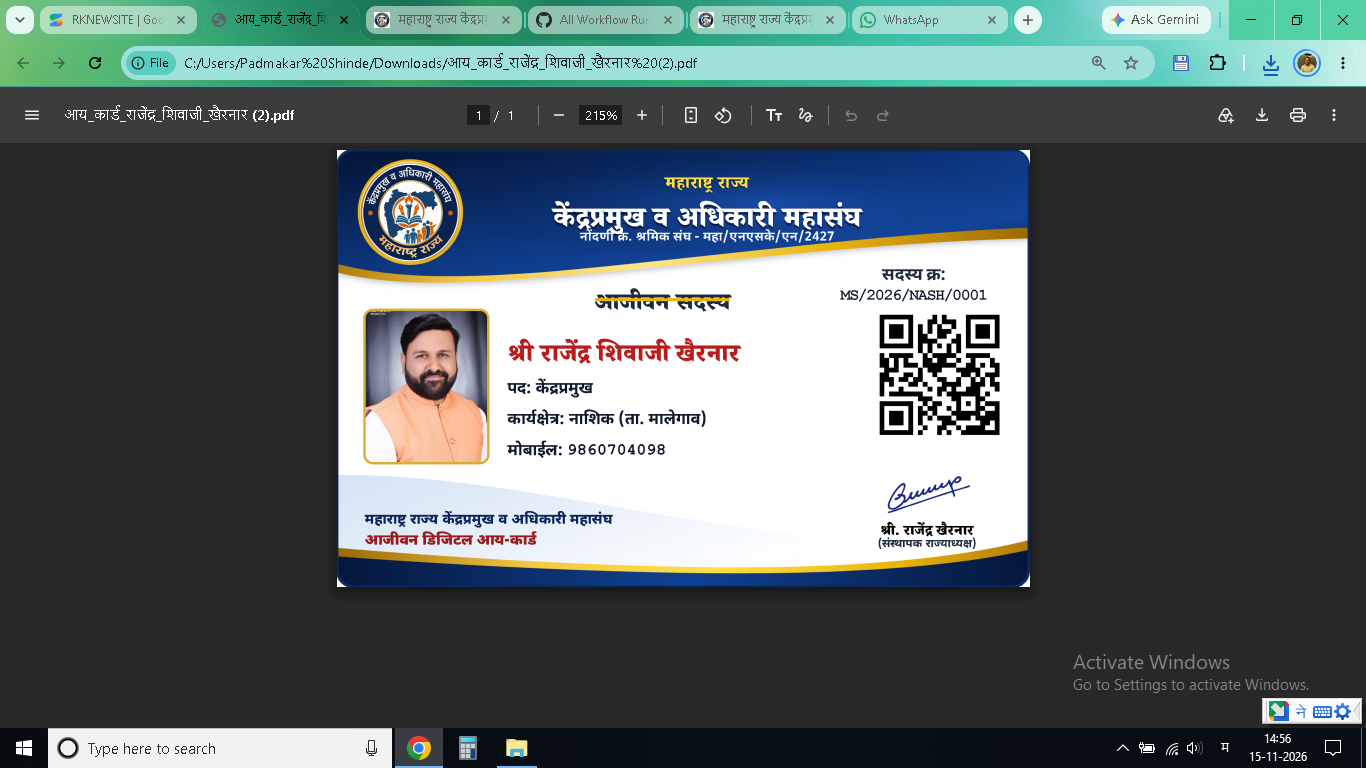 RKNEWSITE | Goo
आय_कार्ड_राजेंद्र_शि
महाराष्ट्र राज्य केंद्रप्रम
All Workflow Run
महाराष्ट्र राज्य केंद्रप्रम
WhatsApp
Ask Gemini
File
C:/Users/Padmakar%20Shinde/Downloads/आय_कार्ड_राजेंद्र_शिवाजी_खैरनार%20(2).pdf
आय_कार्ड_राजेंद्र_शिवाजी_खैरनार (2).pdf
1 / 1
215%
केंद्रप्रमुख व अधिकारी महासंघ
महाराष्ट्र राज्य
महाराष्ट्र राज्य
केंद्रप्रमुख व अधिकारी महासंघ
नोंदणी क्र. श्रमिक संघ - महा/एनएसके/एन/2427
सदस्य क्र:
MS/2026/NASH/0001
आजीवन सदस्य
श्री राजेंद्र शिवाजी खैरनार
पद: केंद्रप्रमुख
कार्यक्षेत्र: नाशिक (ता. मालेगाव)
मोबाईल: 9860704098
महाराष्ट्र राज्य केंद्रप्रमुख व अधिकारी महासंघ
आजीवन डिजिटल आय-कार्ड
श्री. राजेंद्र खैरनार
(संस्थापक राज्याध्यक्ष)
Activate Windows
Go to Settings to activate Windows.
ने
Type here to search
म
14:56
15-11-2026